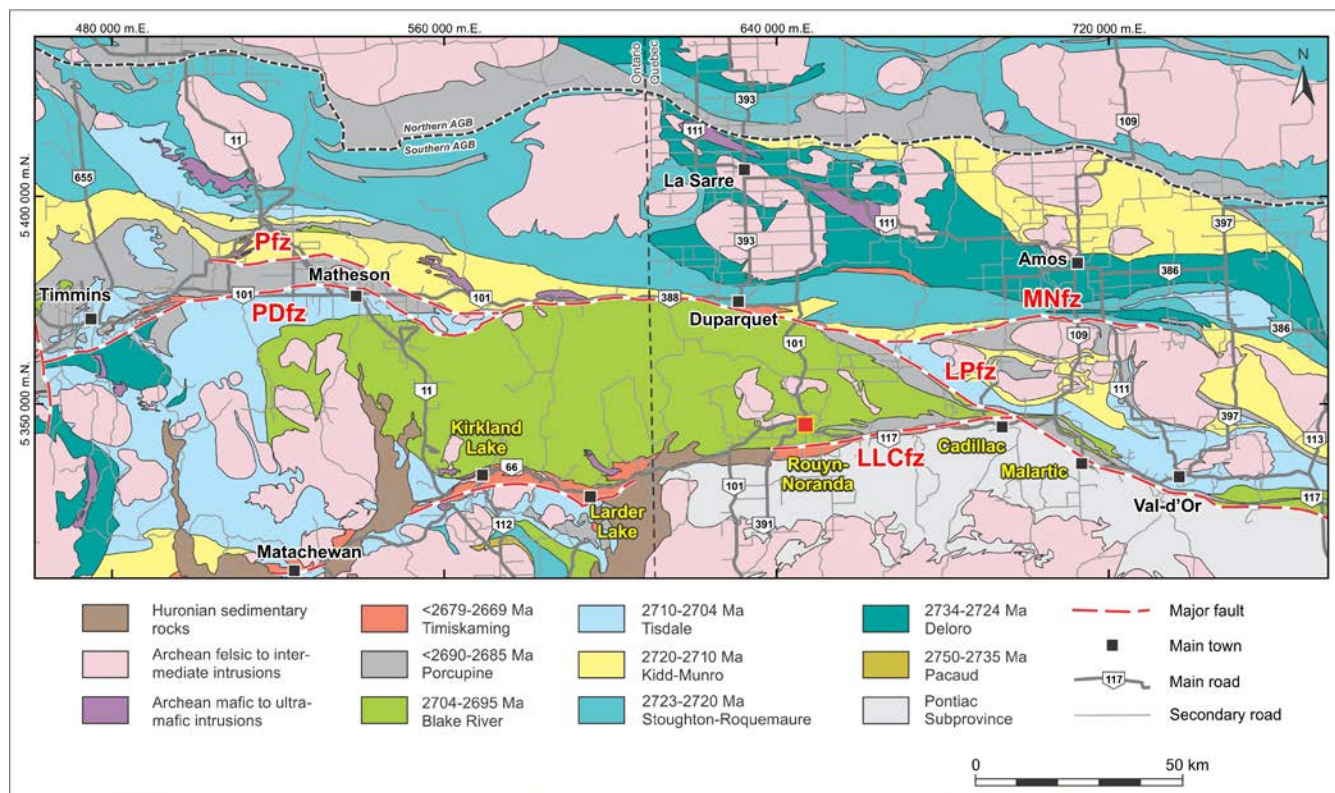 480 000 m.E.
560 000 m.E.
640 000 m.E.
720 000 m.E.
N
Ontario
Québec
393
109
11
Northern AGB
Southern AGB
111
655
La Sarre
5 400 000 m.N.
397
111
393
Pfz
Amos
386
Matheson
Timmins
101
101
388
MNfz
PDfz
Duparquet
386
101
109
LPfz
5 350 000 m.N.
11
111
397
Kirkland
Lake
113
66
117
Cadillac
LLCfz
Rouyn-
Noranda
Malartic
101
117
Larder
Lake
Val-d'Or
112
391
Matachewan
Huronian sedimentary
rocks
Archean felsic to inter-
mediate intrusions
Archean mafic to ultra-
mafic intrusions
<2679-2669 Ma
Timiskaming
<2690-2685 Ma
Porcupine
2704-2695 Ma
Blake River
2710-2704 Ma
Tisdale
2720-2710 Ma
Kidd-Munro
2723-2720 Ma
Stoughton-Roquemaure
2734-2724 Ma
Deloro
2750-2735 Ma
Pacaud
Pontiac
Subprovince
Major fault
Main town
117
Main road
Secondary road
0
50 km